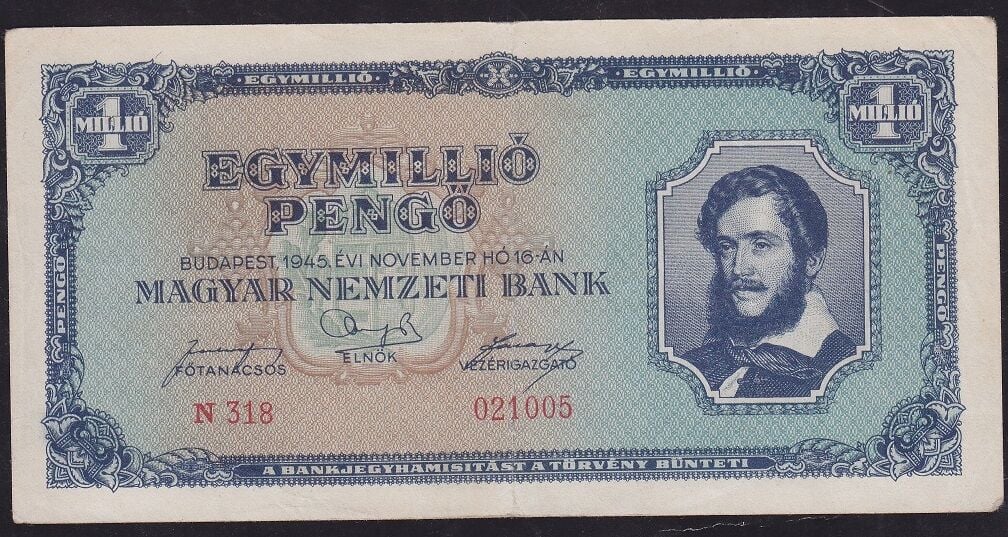 · EGYMILLIÓ · EGYMILLIÓ ·
1 MILLIÓ 1 MILLIÓ
EGYMILLIÓ
PENGŐ
BUDAPEST, 1945. ÉVI NOVEMBER HÓ 16-ÁN
MAGYAR NEMZETI BANK
FŐTANÁCSOS ELNÖK VEZÉRIGAZGATÓ
N 318 021005
PENGŐ PENGŐ
A BANKJEGYHAMISITÁST A TÖRVÉNY BÜNTETI